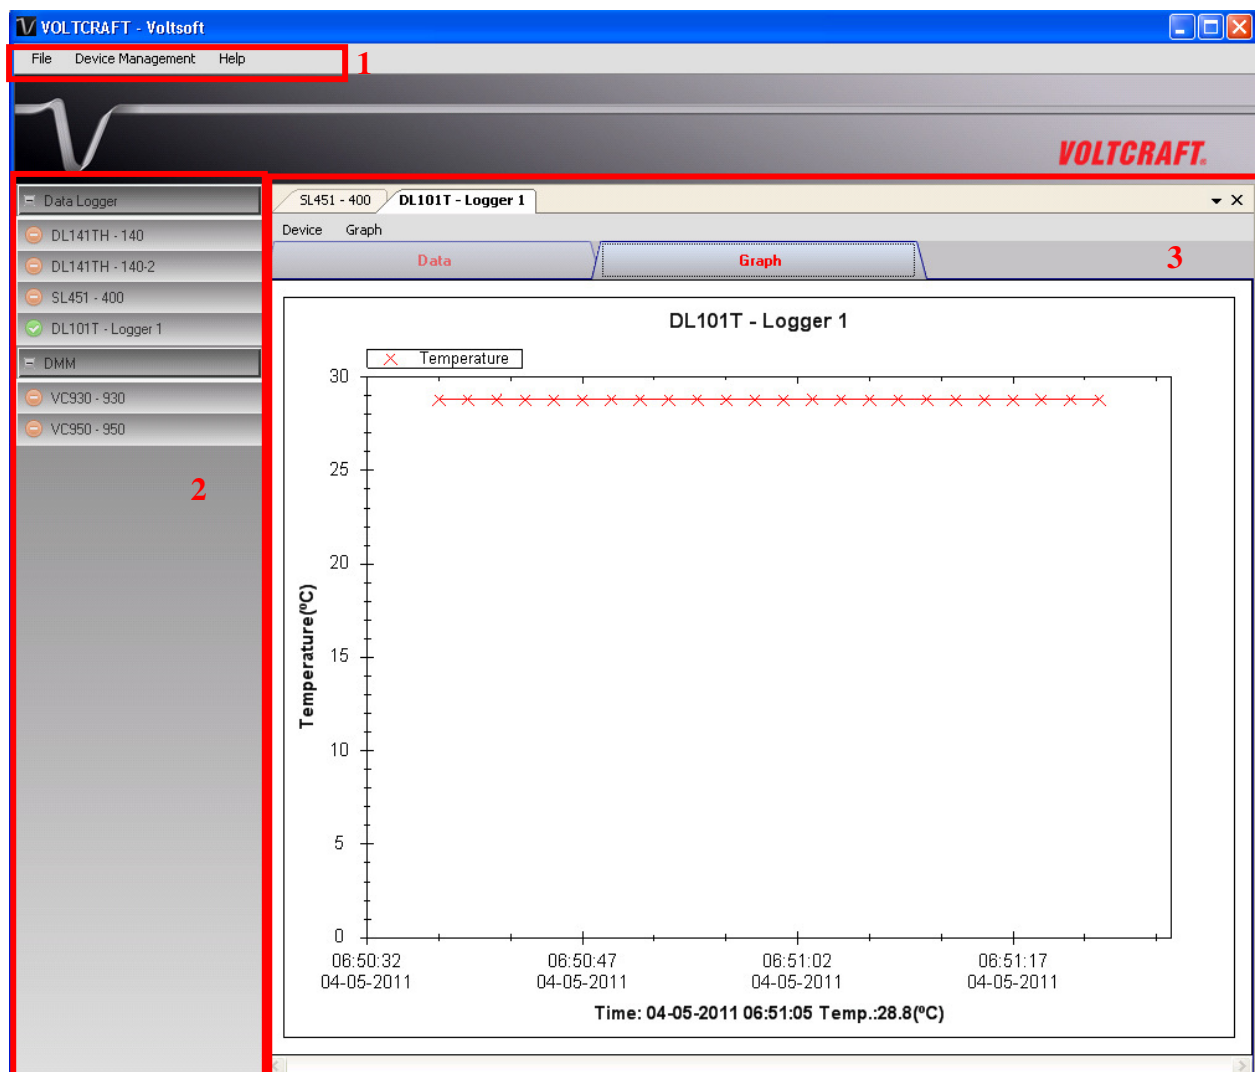 VOLTCRAFT - Voltsoft
File Device Management Help
1
VOLTCRAFT.
Data Logger
DL141TH - 140
DL141TH - 140-2
SL451 - 400
DL101T - Logger 1
DMM
VC930 - 930
VC950 - 950
2
SL451 - 400 DL101T - Logger 1
Device Graph
Data Graph
3
DL101T - Logger 1
Temperature
30
25
20
15
10
5
0
Temperature(ºC)
06:50:32 06:50:47 06:51:02 06:51:17
04-05-2011 04-05-2011 04-05-2011 04-05-2011
Time: 04-05-2011 06:51:05 Temp.:28.8(ºC)